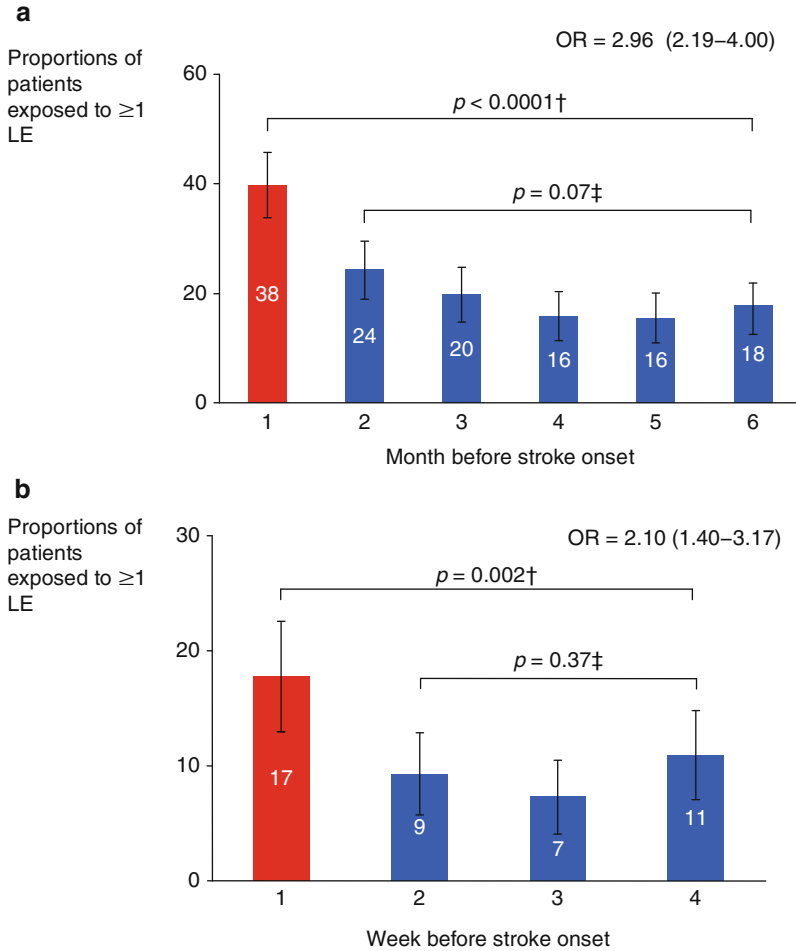 a
Proportions of
patients
exposed to ≥1
LE
OR = 2.96 (2.19–4.00)
60
p < 0.0001†
40
p = 0.07‡
20
38
24
20
16
16
18
0
1 2 3 4 5 6
Month before stroke onset
b
Proportions of
patients
exposed to ≥1
LE
30
OR = 2.10 (1.40–3.17)
p = 0.002†
20
p = 0.37‡
10
17
9
7
11
0
1 2 3 4
Week before stroke onset